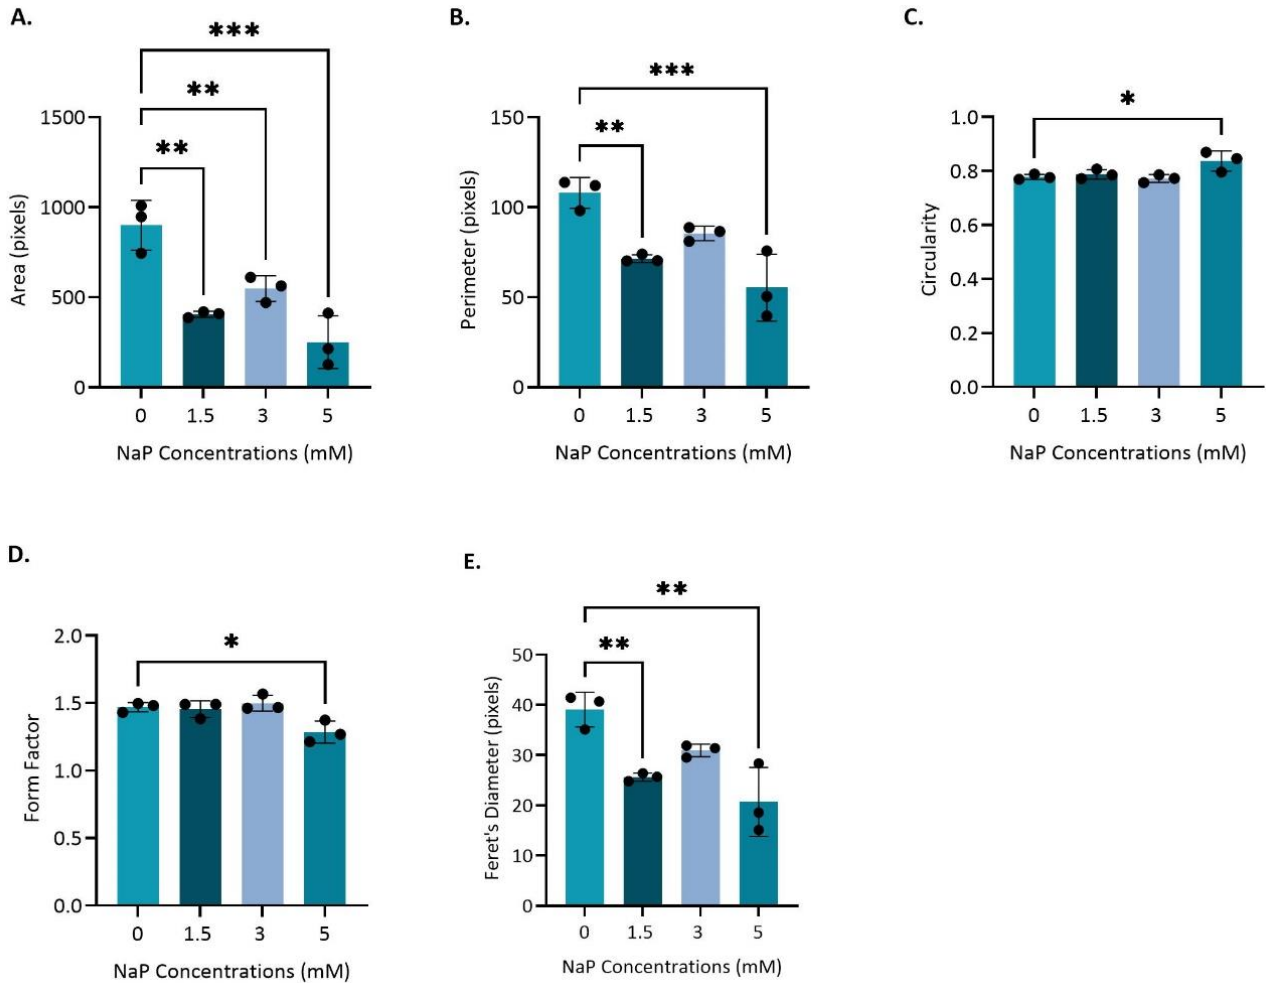 A.
***
**
**
1500
1000
500
0
Area (pixels)
0 1.5 3 5
NaP Concentrations (mM)
B.
***
**
150
100
50
0
Perimeter (pixels)
0 1.5 3 5
NaP Concentrations (mM)
C.
*
1.0
0.8
0.6
0.4
0.2
0.0
Circularity
0 1.5 3 5
NaP Concentrations (mM)
D.
*
2.0
1.5
1.0
0.5
0.0
Form Factor
0 1.5 3 5
NaP Concentrations (mM)
E.
**
**
50
40
30
20
10
0
Feret's Diameter (pixels)
0 1.5 3 5
NaP Concentrations (mM)